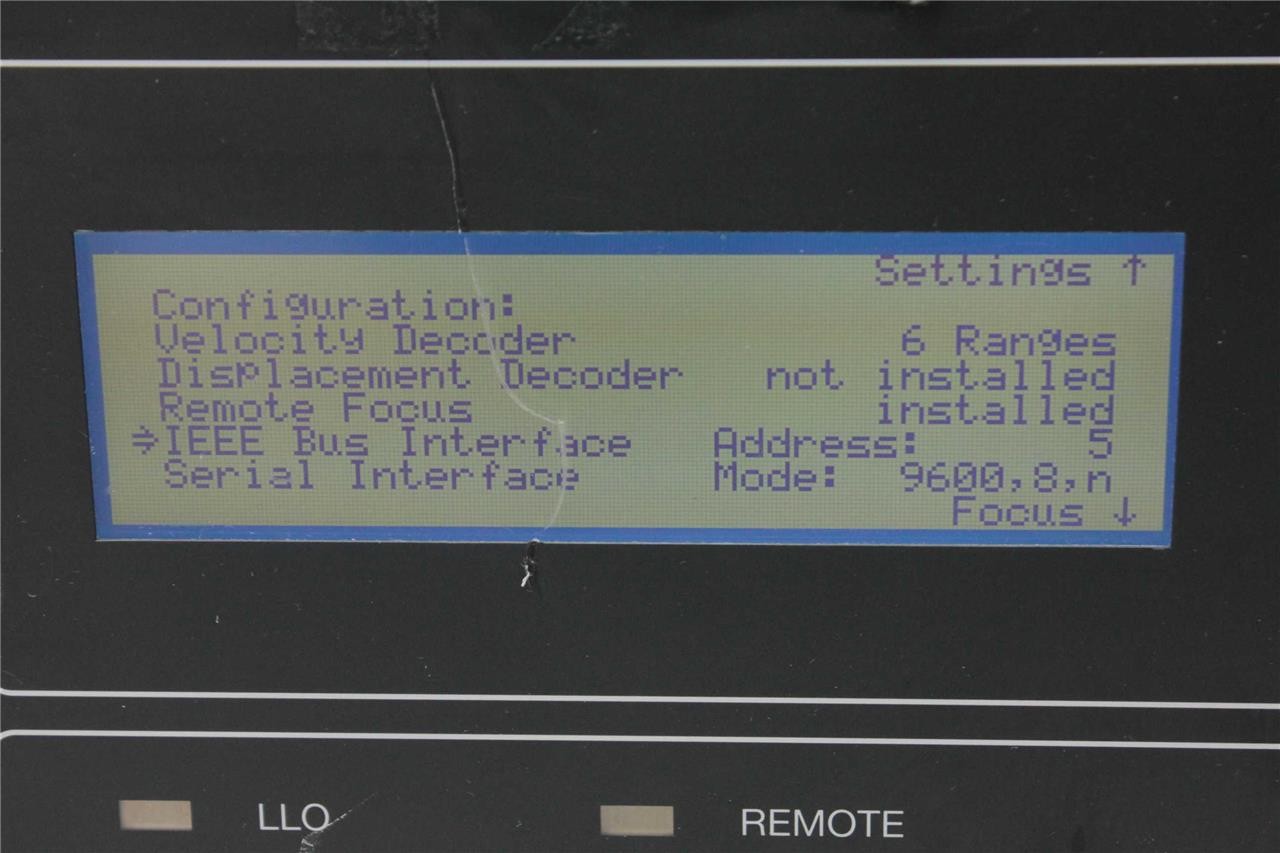 Settings ↑
Configuration:
Velocity Decoder 6 Ranges
Displacement Decoder not installed
Remote Focus installed
⇒IEEE Bus Interface Address: 5
Serial Interface Mode: 9600,8,n
Focus ↓
LLO REMOTE